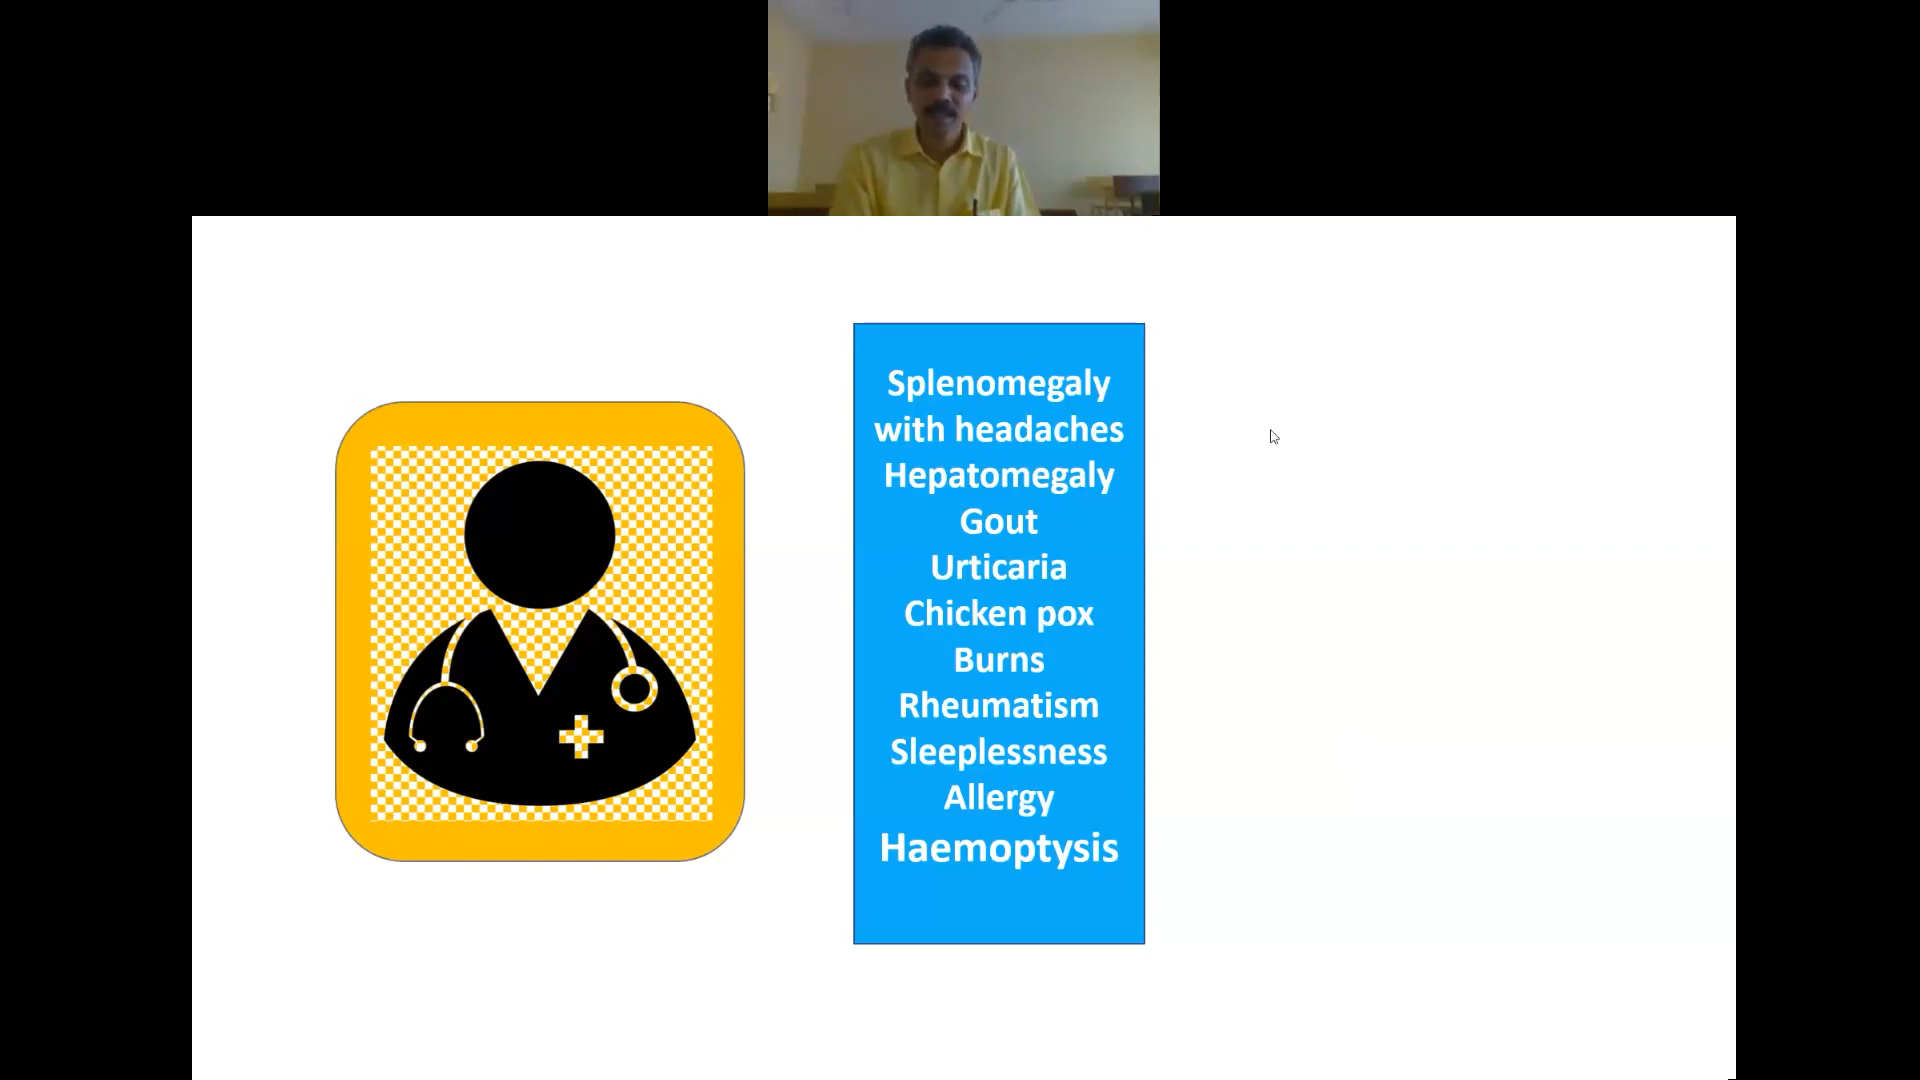 Splenomegaly
with headaches
Hepatomegaly
Gout
Urticaria
Chicken pox
Burns
Rheumatism
Sleeplessness
Allergy
Haemoptysis